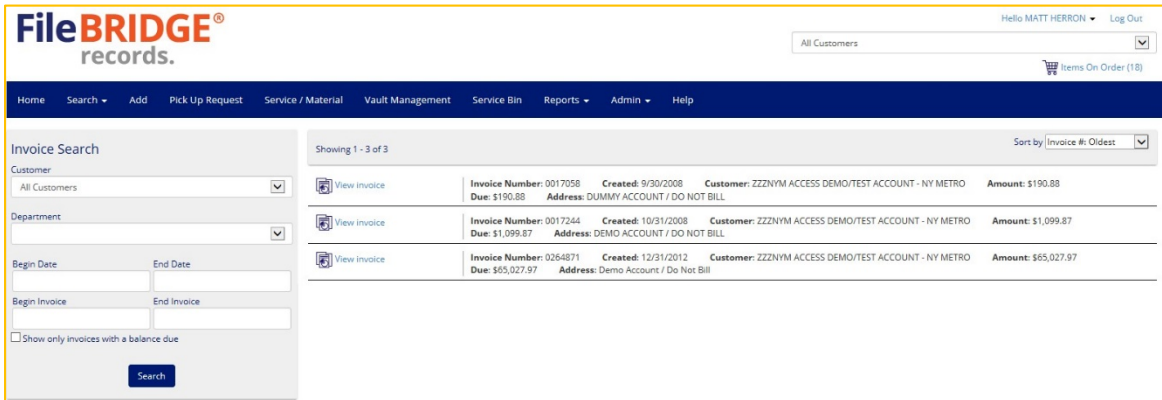 FileBRIDGE®
records.
Hello MATT HERRON Log Out
All Customers
Items On Order (18)
Home Search Add Pick Up Request Service / Material Vault Management Service Bin Reports Admin Help
Invoice Search
Customer
All Customers
Department
Begin Date End Date
Begin Invoice End Invoice
Show only invoices with a balance due
Search
Showing 1 - 3 of 3
Sort by Invoice #: Oldest
View invoice Invoice Number: 0017058 Created: 9/30/2008 Customer: ZZZNYM ACCESS DEMO/TEST ACCOUNT - NY METRO Amount: $190.88
Due: $190.88 Address: DUMMY ACCOUNT / DO NOT BILL
View invoice Invoice Number: 0017244 Created: 10/31/2008 Customer: ZZZNYM ACCESS DEMO/TEST ACCOUNT - NY METRO Amount: $1,099.87
Due: $1,099.87 Address: DEMO ACCOUNT / DO NOT BILL
View invoice Invoice Number: 0264871 Created: 12/31/2012 Customer: ZZZNYM ACCESS DEMO/TEST ACCOUNT - NY METRO Amount: $65,027.97
Due: $65,027.97 Address: Demo Account / Do Not Bill